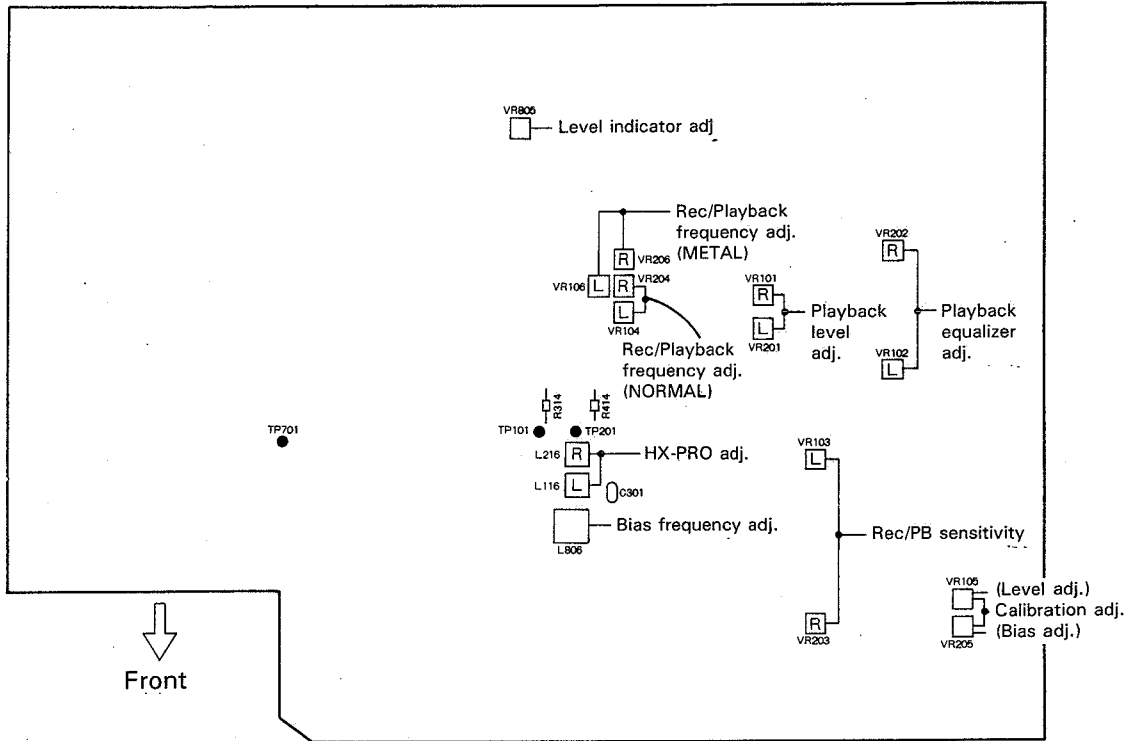 VR805
Level indicator adj
Rec/Playback
frequency adj.
(METAL)
VR202
R
R
VR206
VR106
L
R
VR204
VR101
R
L
VR104
L
VR201
Playback
level
adj.
Playback
equalizer
adj.
VR102
L
Rec/Playback
frequency adj.
(NORMAL)
R314
R414
TP701
TP101
TP201
L216
R
HX-PRO adj.
VR103
L
L116
L
C301
Bias frequency adj.
L806
Rec/PB sensitivity
VR105
(Level adj.)
Calibration adj.
(Bias adj.)
VR205
R
VR203
Front